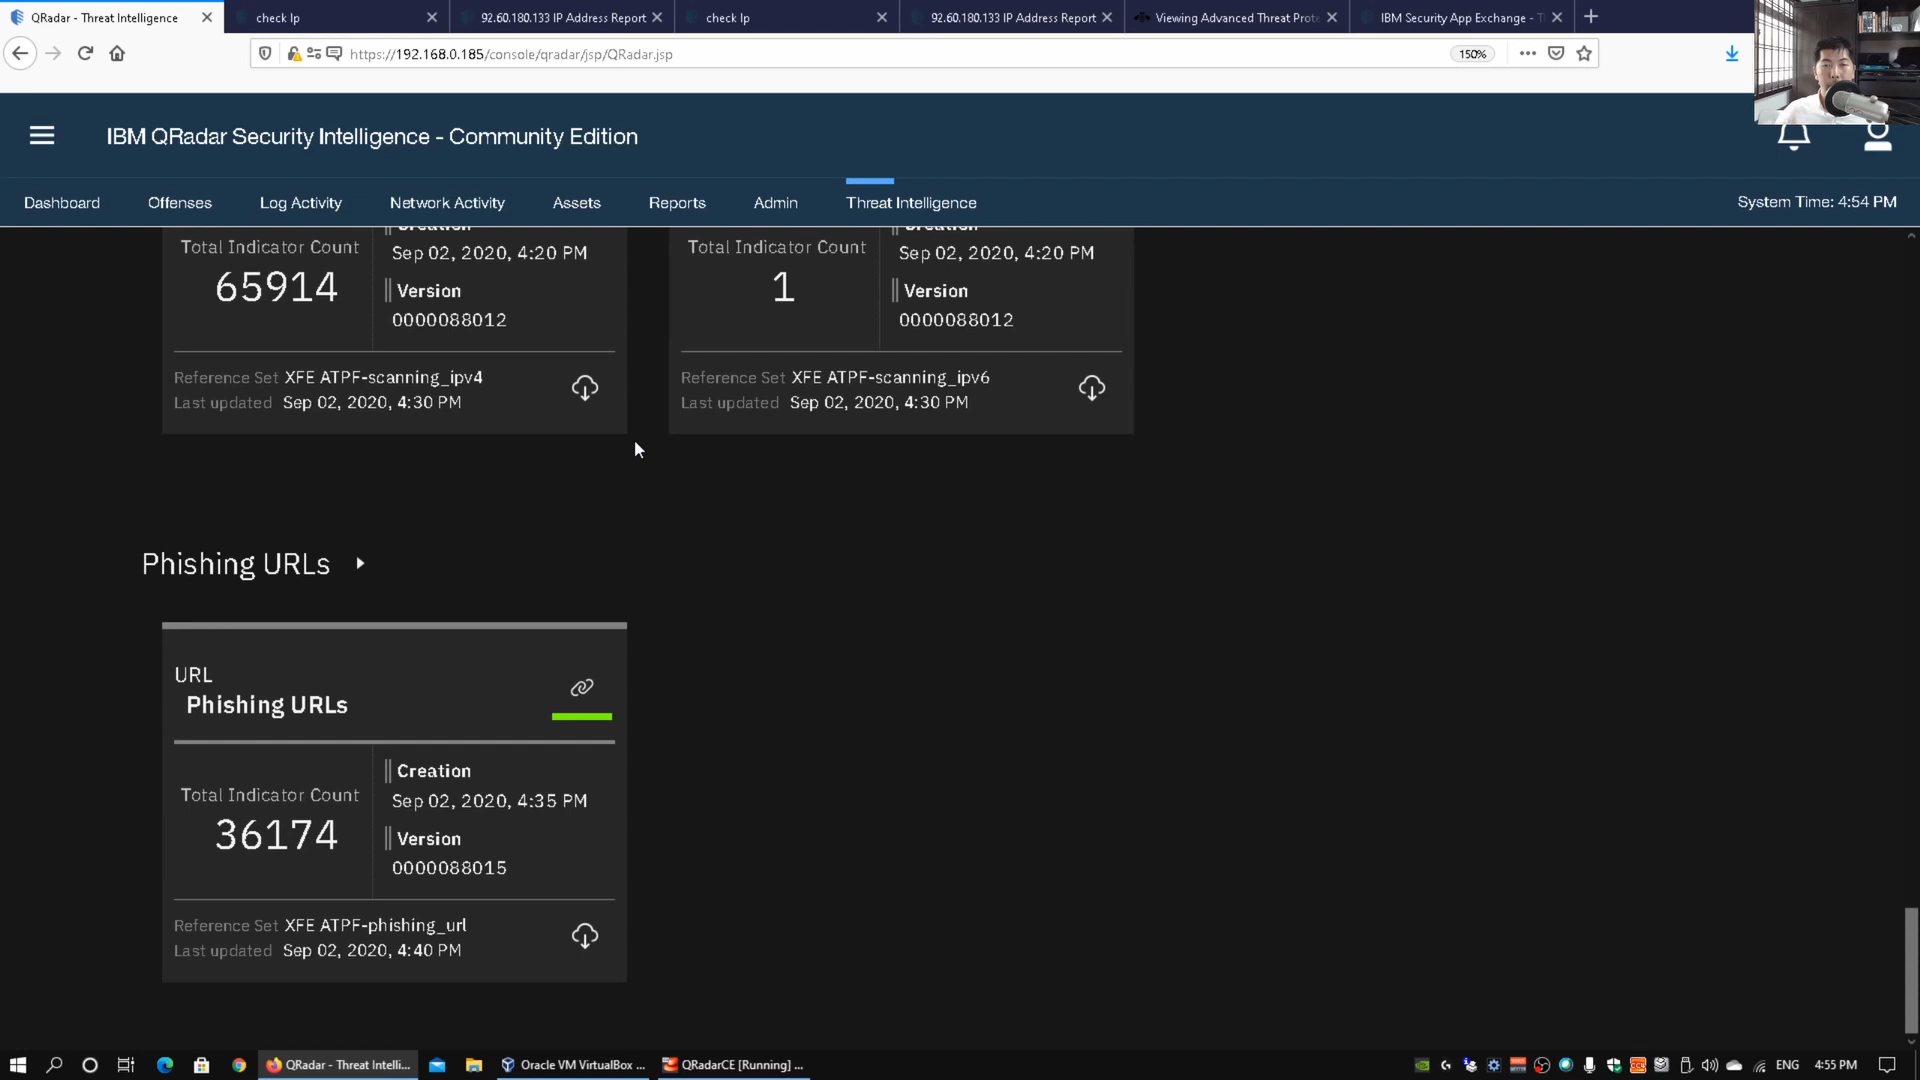 QRadar - Threat Intelligence
check Ip
92.60.180.133 IP Address Report
check Ip
92.60.180.133 IP Address Report
Viewing Advanced Threat Prote
IBM Security App Exchange - T
https://192.168.0.185/console/qradar/jsp/QRadar.jsp
150%
IBM QRadar Security Intelligence - Community Edition
Dashboard
Offenses
Log Activity
Network Activity
Assets
Reports
Admin
Threat Intelligence
System Time: 4:54 PM
Total Indicator Count
65914
Creation
Sep 02, 2020, 4:20 PM
Version
0000088012
Reference Set XFE ATPF-scanning_ipv4
Last updated Sep 02, 2020, 4:30 PM
Total Indicator Count
1
Creation
Sep 02, 2020, 4:20 PM
Version
0000088012
Reference Set XFE ATPF-scanning_ipv6
Last updated Sep 02, 2020, 4:30 PM
Phishing URLs
URL
Phishing URLs
Total Indicator Count
36174
Creation
Sep 02, 2020, 4:35 PM
Version
0000088015
Reference Set XFE ATPF-phishing_url
Last updated Sep 02, 2020, 4:40 PM
QRadar - Threat Intelli...
Oracle VM VirtualBox ...
QRadarCE [Running] ...
ENG
4:55 PM